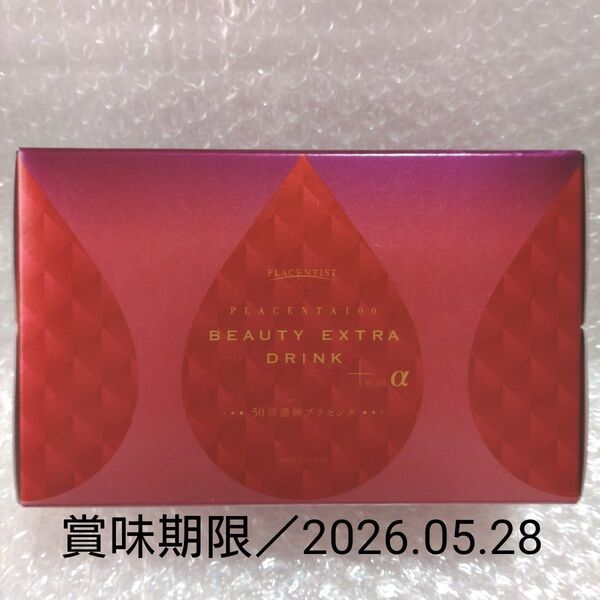 PLACENTIST
PLACENTA100
BEAUTY EXTRA
DRINK
+PLUS α
50倍濃縮プラセンタ
賞味期限／2026.05.28